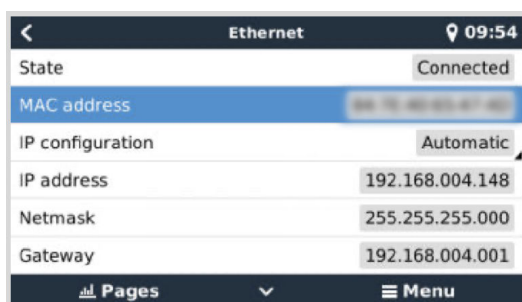 Ethernet 09:54
State Connected
MAC address
IP configuration Automatic
IP address 192.168.004.148
Netmask 255.255.255.000
Gateway 192.168.004.001
Pages Menu